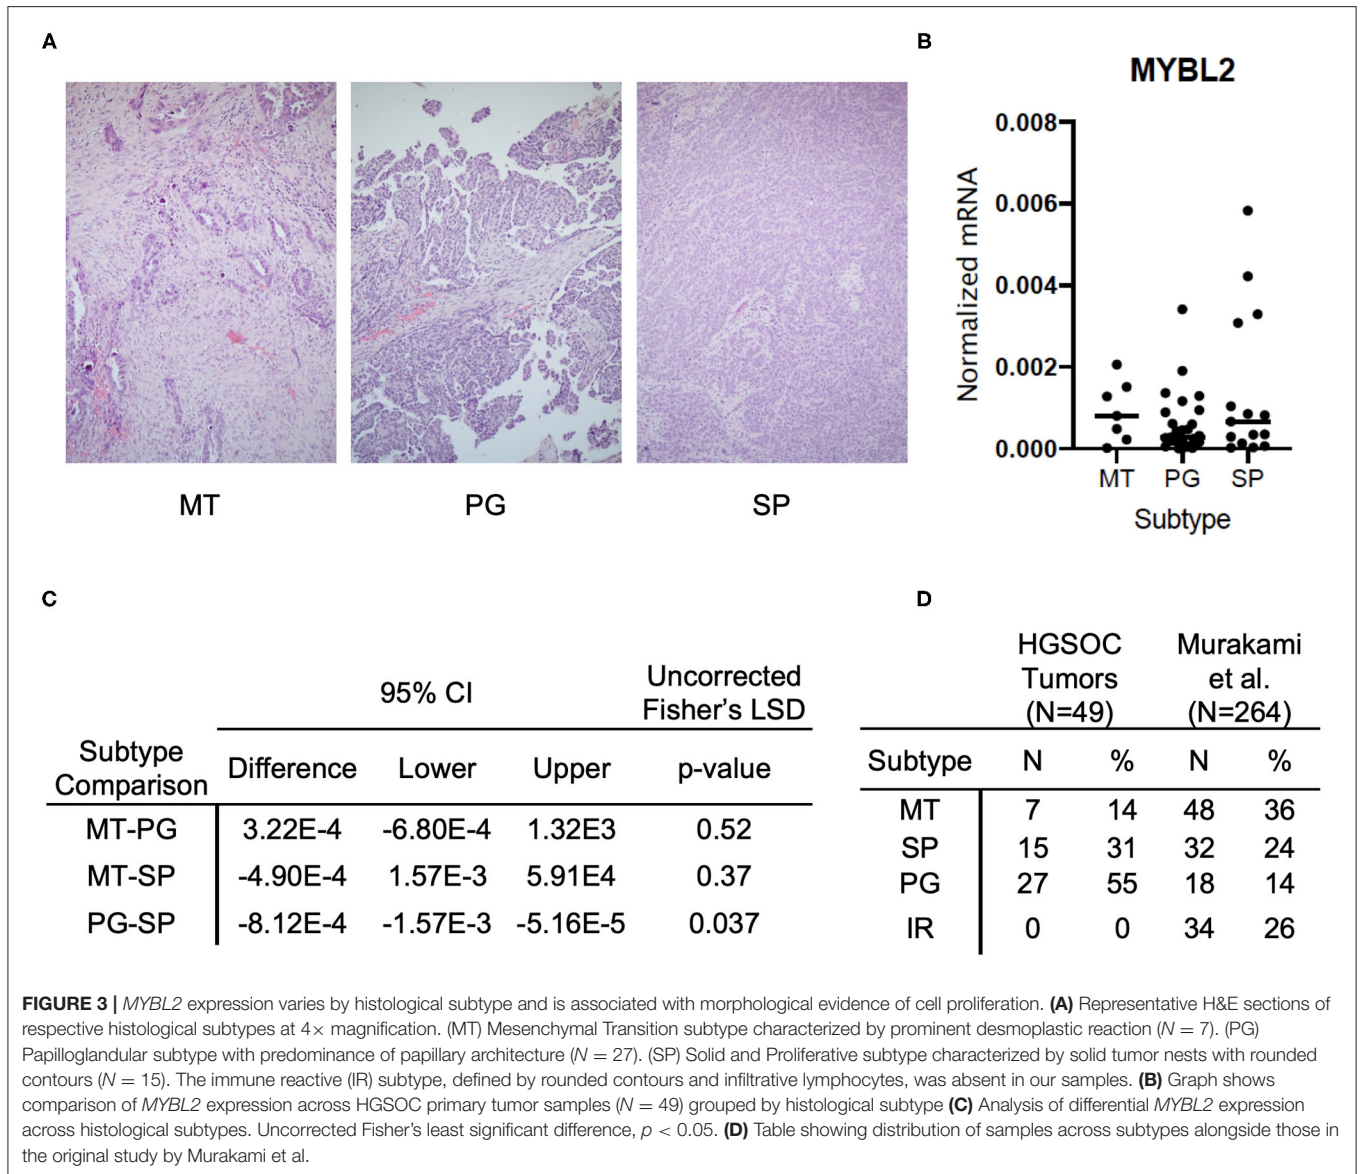 A
B
MYBL2
0.008
0.006
0.004
0.002
0.000
Normalized mRNA
MT PG SP
Subtype
MT PG SP
C
95% CI
Uncorrected
Fisher's LSD
Subtype
Comparison
Difference Lower Upper p-value
MT-PG 3.22E-4 -6.80E-4 1.32E3 0.52
MT-SP -4.90E-4 1.57E-3 5.91E4 0.37
PG-SP -8.12E-4 -1.57E-3 -5.16E-5 0.037
D
HGSOC
Tumors
(N=49)
Murakami
et al.
(N=264)
Subtype N % N %
MT 7 14 48 36
SP 15 31 32 24
PG 27 55 18 14
IR 0 0 34 26
FIGURE 3 | MYBL2 expression varies by histological subtype and is associated with morphological evidence of cell proliferation. (A) Representative H&E sections of
respective histological subtypes at 4× magnification. (MT) Mesenchymal Transition subtype characterized by prominent desmoplastic reaction (N = 7). (PG)
Papilloglandular subtype with predominance of papillary architecture (N = 27). (SP) Solid and Proliferative subtype characterized by solid tumor nests with rounded
contours (N = 15). The immune reactive (IR) subtype, defined by rounded contours and infiltrative lymphocytes, was absent in our samples. (B) Graph shows
comparison of MYBL2 expression across HGSOC primary tumor samples (N = 49) grouped by histological subtype (C) Analysis of differential MYBL2 expression
across histological subtypes. Uncorrected Fisher's least significant difference, p < 0.05. (D) Table showing distribution of samples across subtypes alongside those in
the original study by Murakami et al.